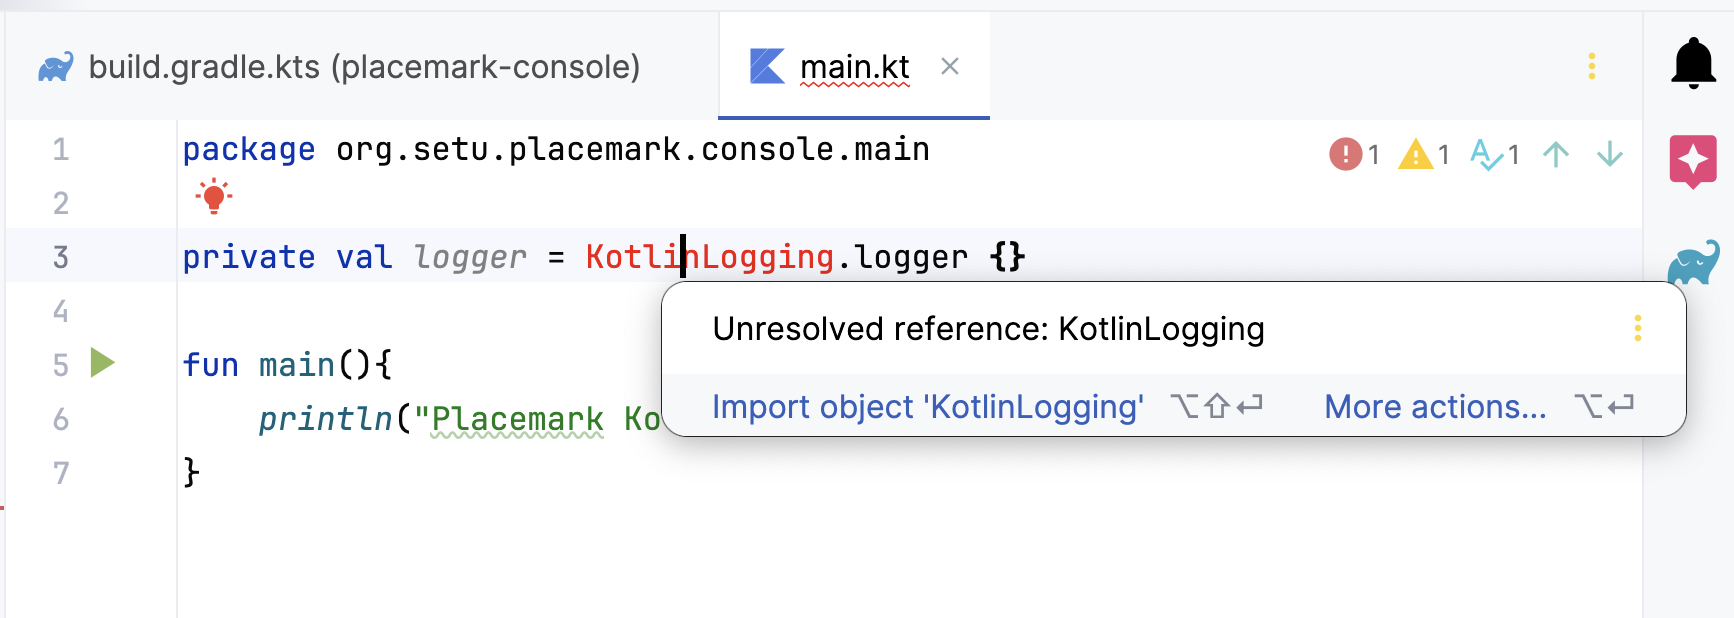 build.gradle.kts (placemark-console)
main.kt
1 package org.setu.placemark.console.main
1 1 1
2
3 private val logger = KotlinLogging.logger {}
4
Unresolved reference: KotlinLogging
5 fun main(){
Import object 'KotlinLogging' ⌥⇧↩ More actions... ⌥↩
6 println("Placemark Ko
7 }